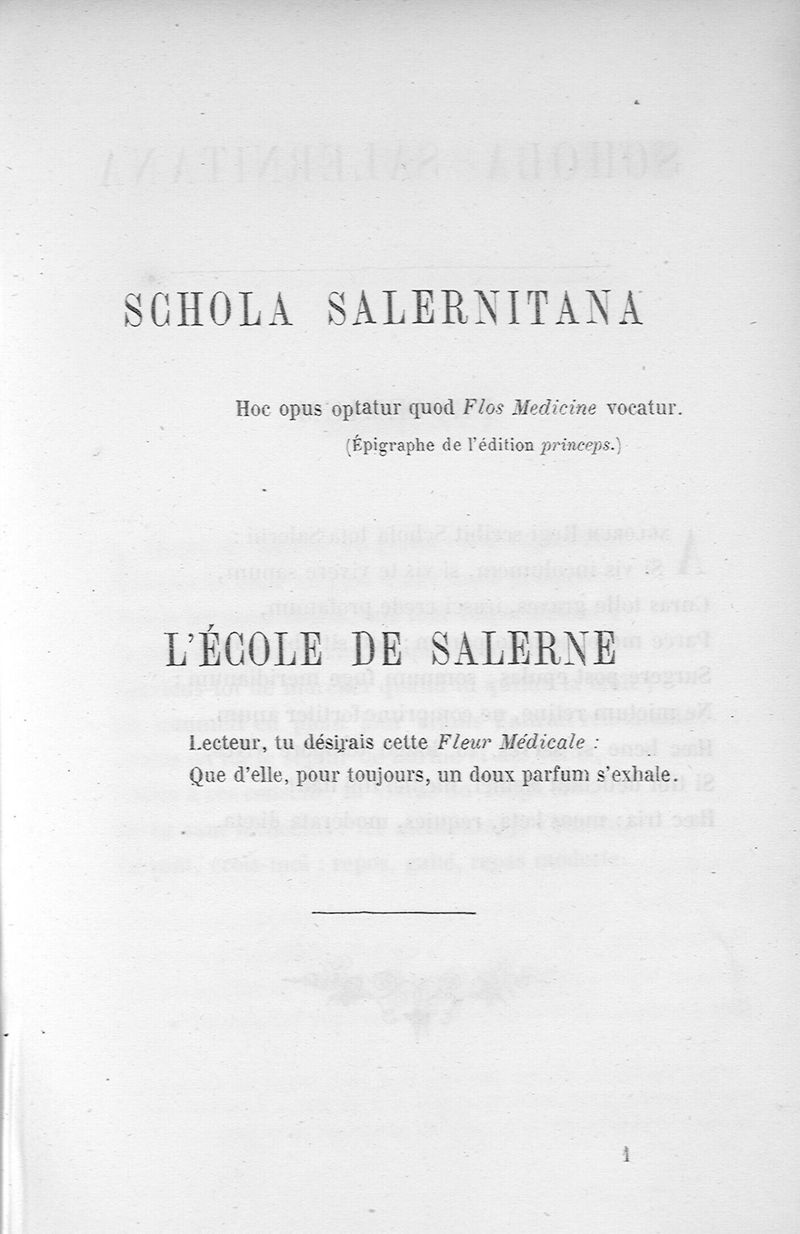 SCHOLA SALERNITANA
Hoc opus optatur quod Flos Medicine vocatur.
(Épigraphe de l'édition princeps.)
L'ÉCOLE DE SALERNE
Lecteur, tu désirais cette Fleur Médicale :
Que d'elle, pour toujours, un doux parfum s'exhale.
1